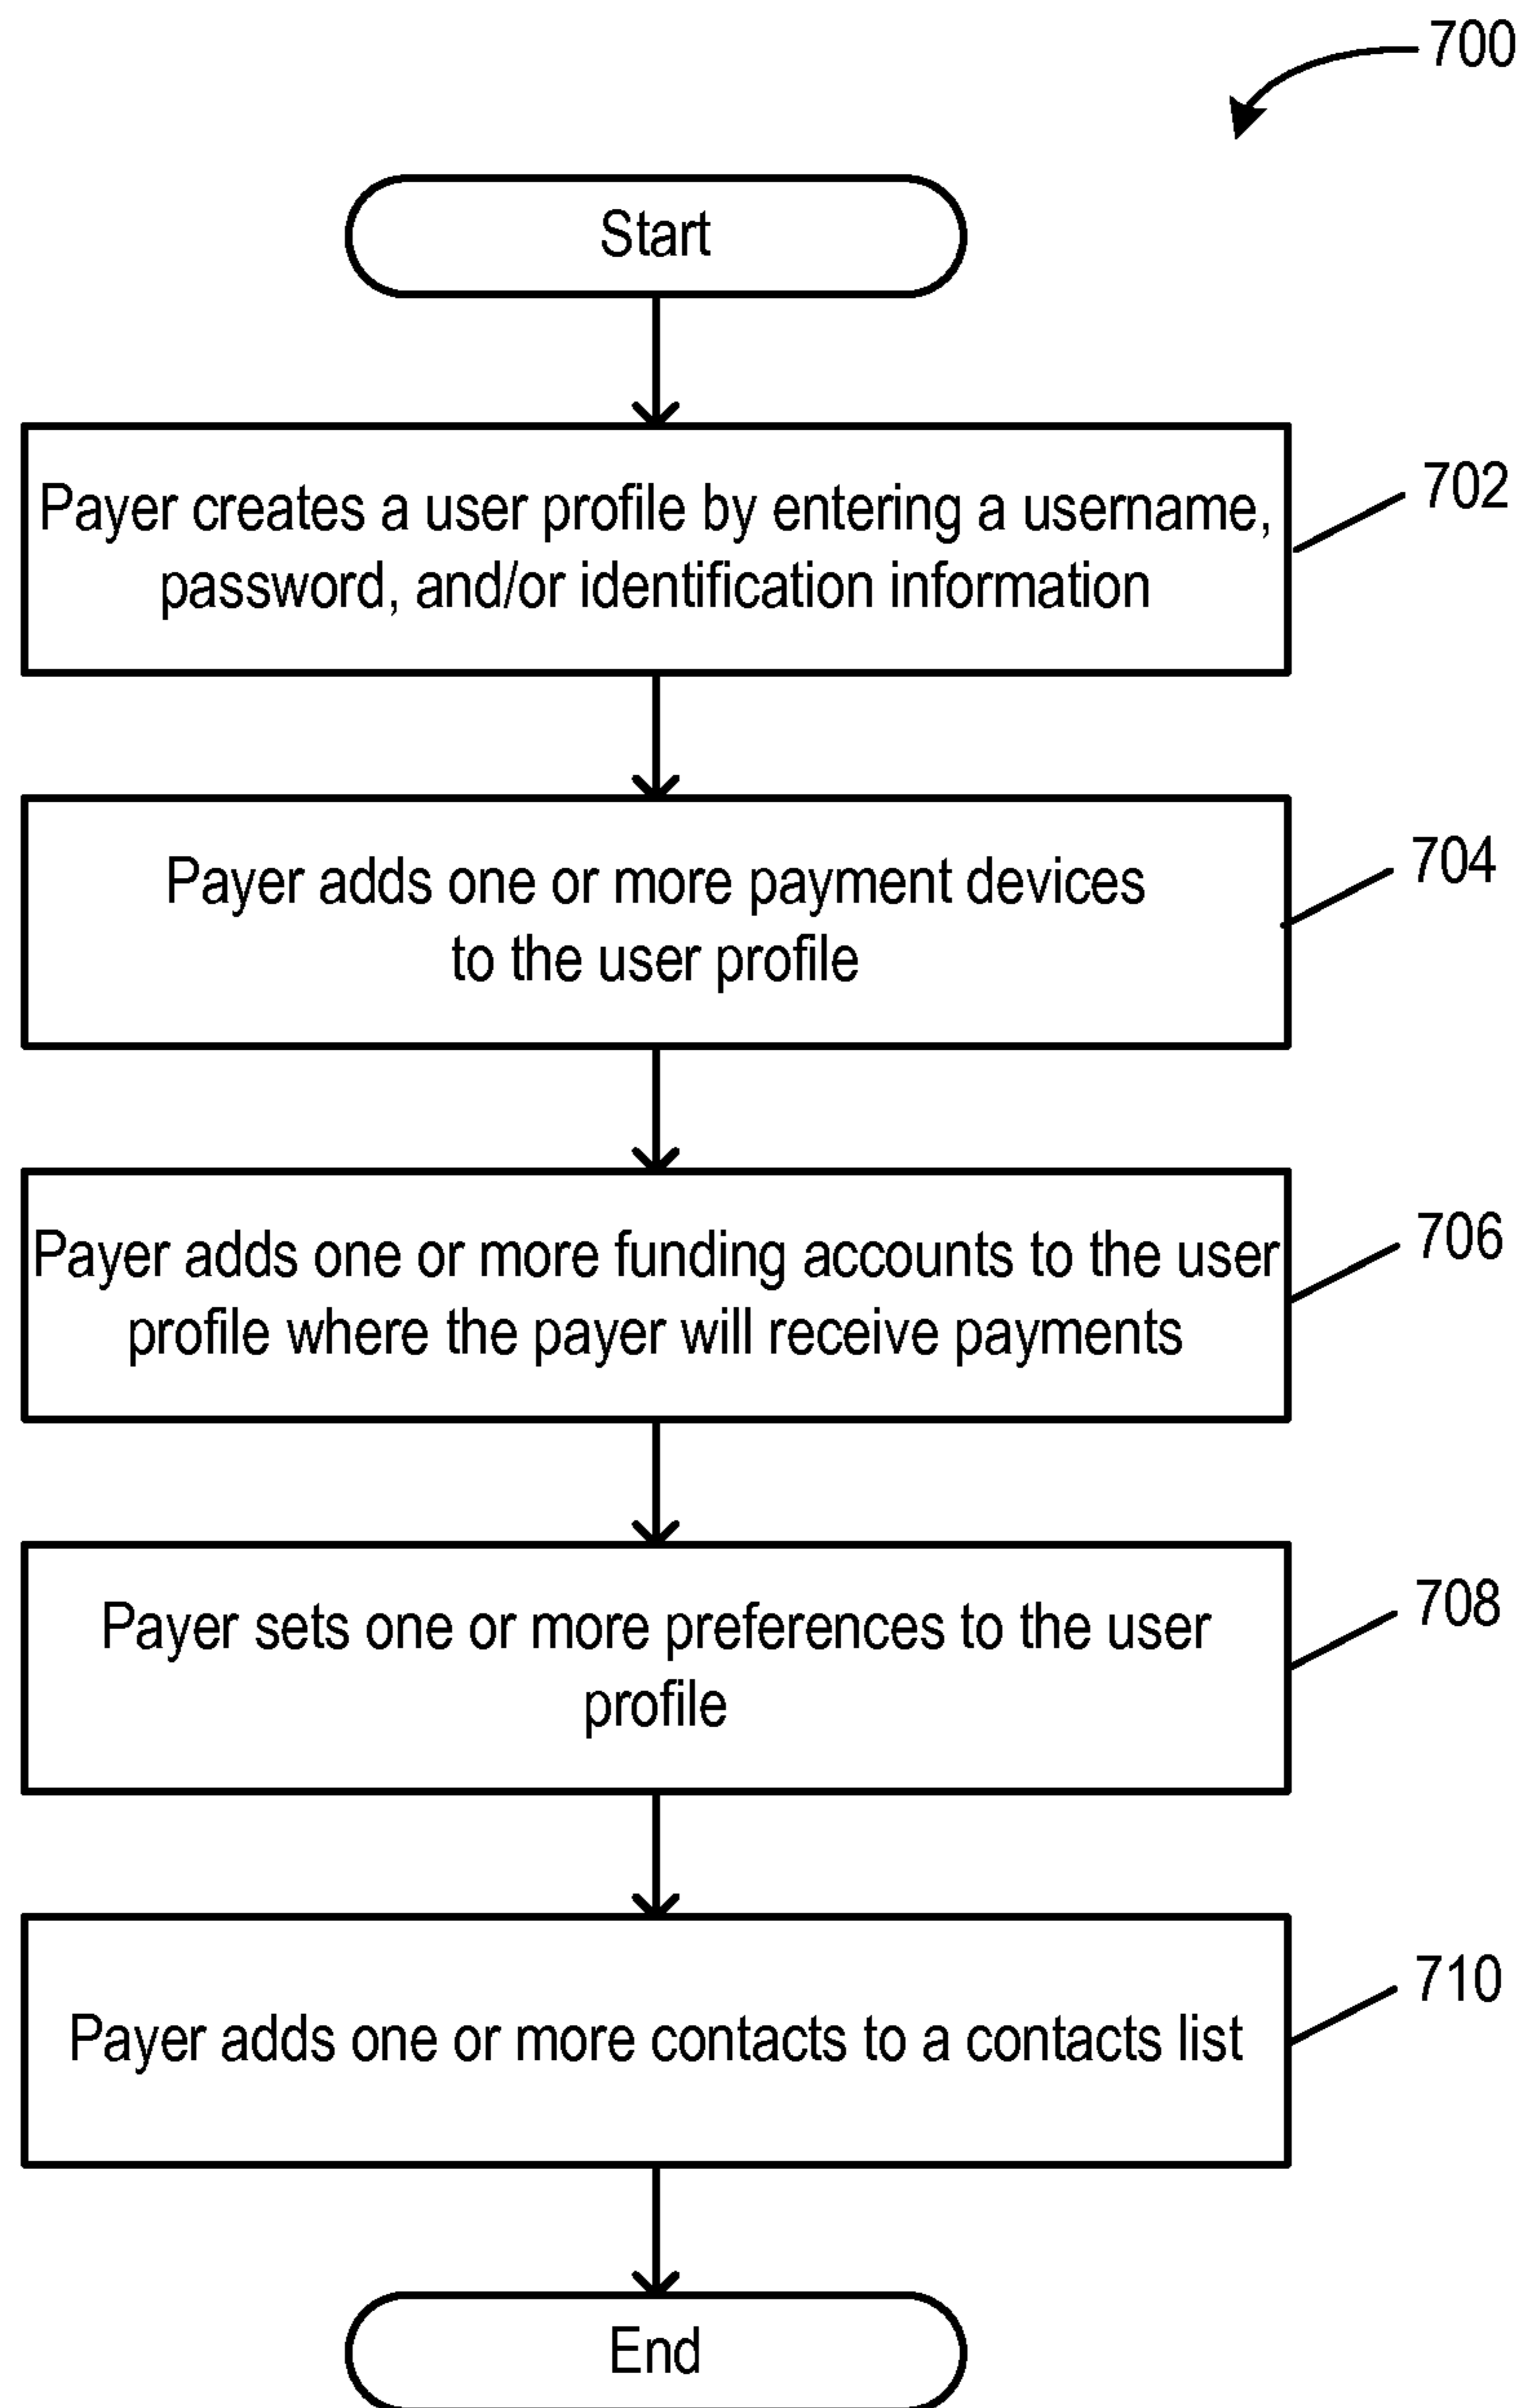 700
Start
Payer creates a user profile by entering a username,
password, and/or identification information
702
Payer adds one or more payment devices
to the user profile
704
Payer adds one or more funding accounts to the user
profile where the payer will receive payments
706
Payer sets one or more preferences to the user
profile
708
Payer adds one or more contacts to a contacts list
710
End